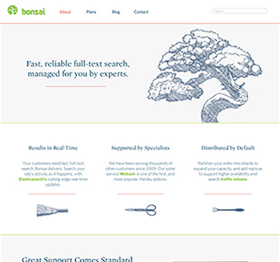 bonsai
About Plans Blog Contact
Search
Fast, reliable full-text search,
managed for you by experts.
Results in Real-Time
Your customers need fast, full-text
search. Bonsai delivers. Search your
site's activity as it happens, with
Elasticsearch's cutting edge real-time
updates.
Supported by Specialists
We have been serving thousands of
other customers since 2009. Our sister
service Websolr is one of the first, and
most popular, Heroku addons.
Distributed by Default
Partition your index into shards to
expand your capacity, and add replicas
to support higher availability and
search traffic volume.
Great Support Comes Standard